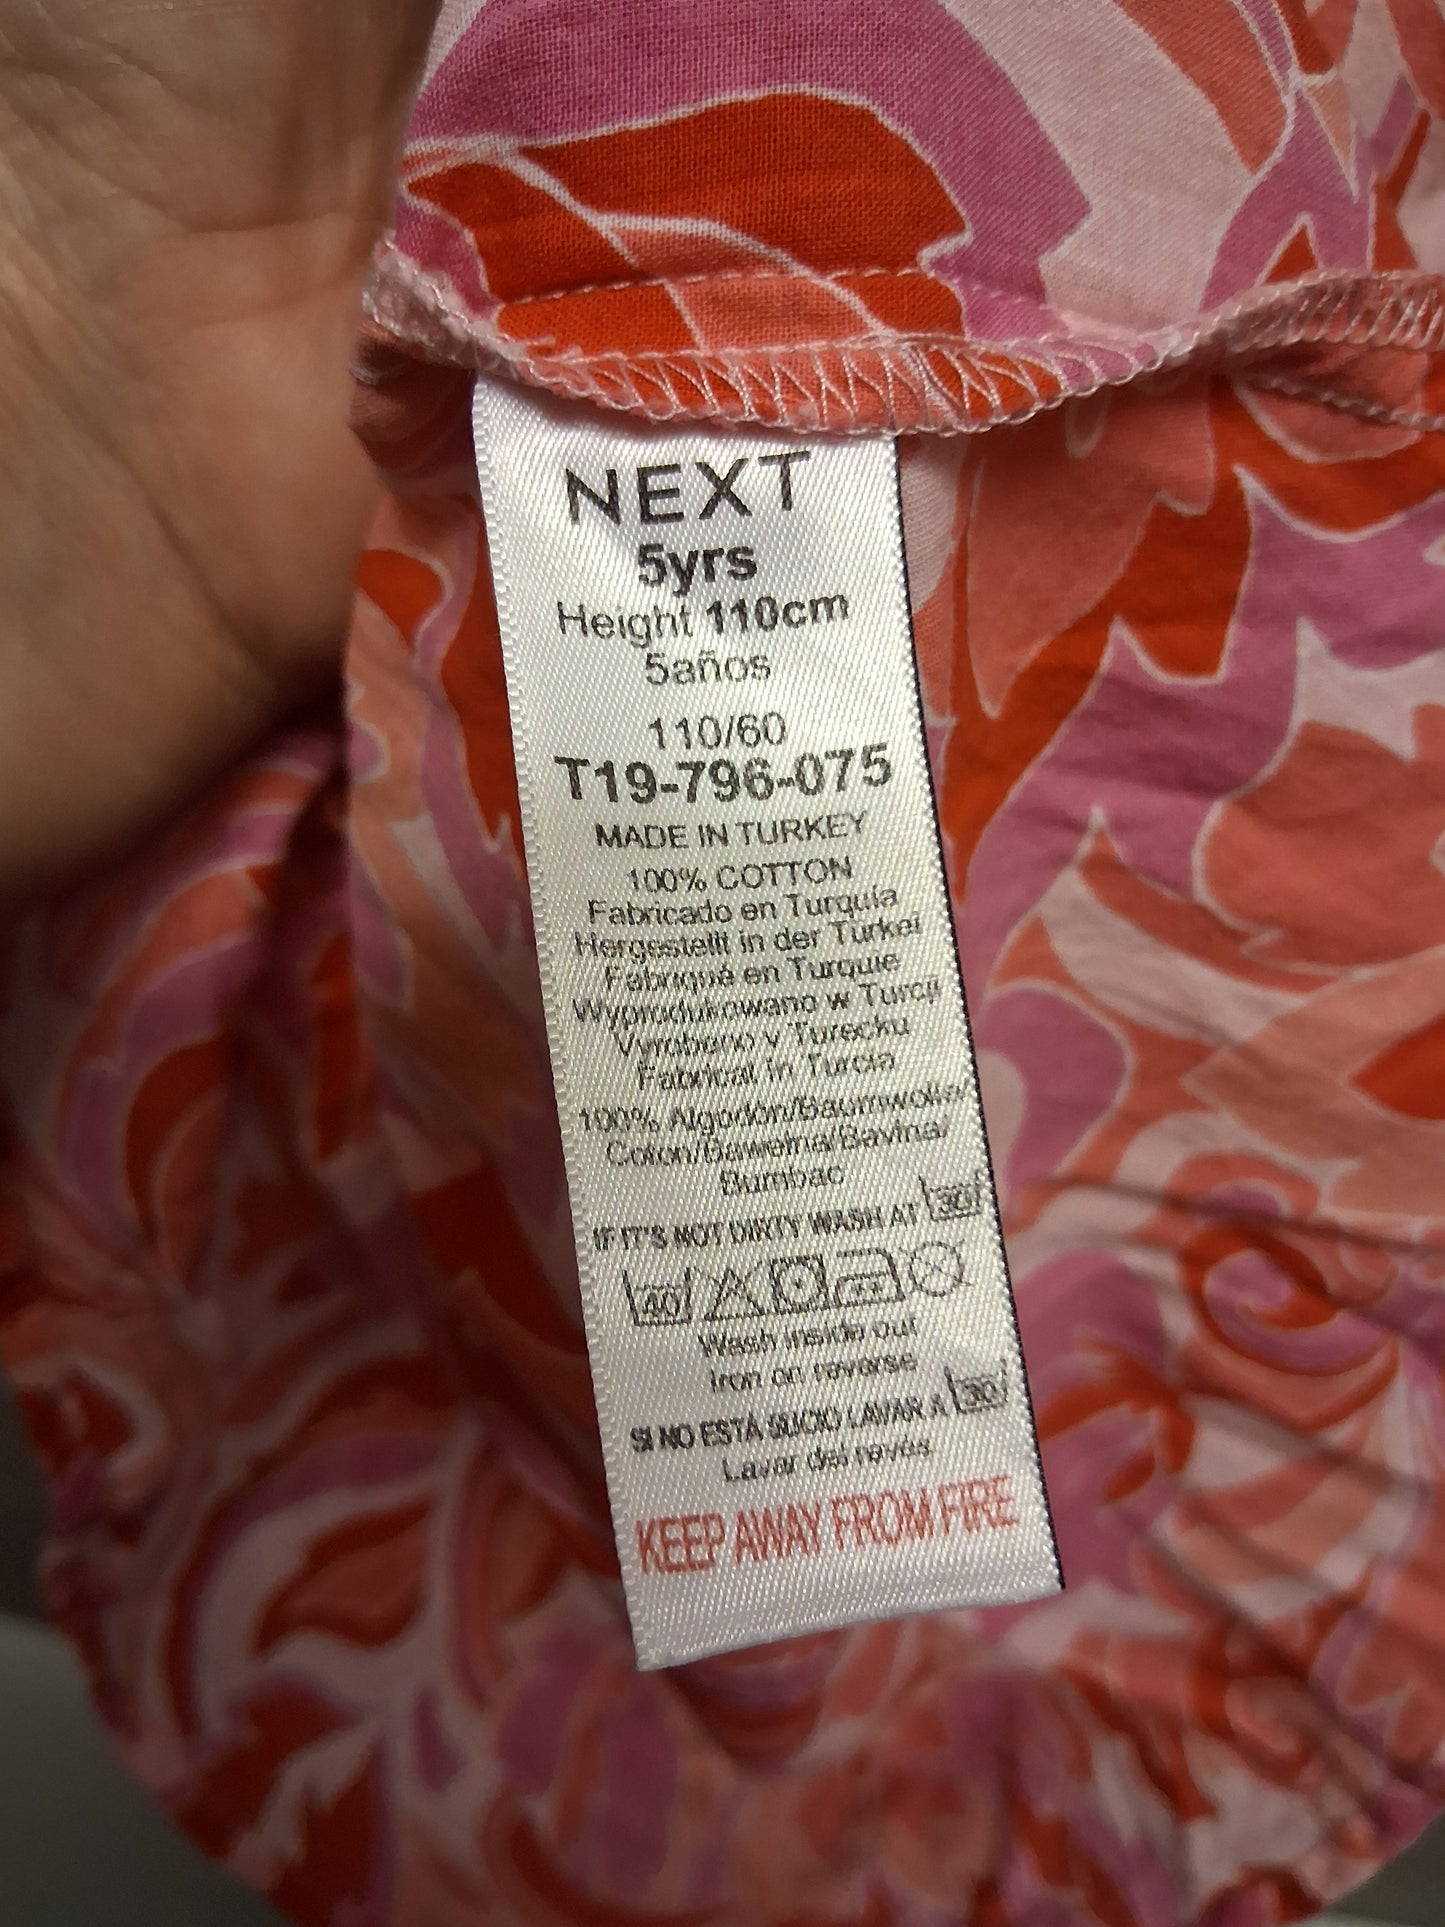 NEXT
5yrs
Height 110cm
5años
110/60
T19-796-075
MADE IN TURKEY
100% COTTON
Fabricado en Turquía
Hergestellt in der Türkei
Fabriqué en Turquie
Wyprodukowano w Turcji
Vyrobeno v Turecku
Fabricat in Turcia
100% Algodon/Baumwolle/
Coton/Bawełna/Bavlna/
Bumbac
IF IT'S NOT DIRTY WASH AT 30
40
Wash inside out
Iron on reverse
SI NO ESTÁ SUCIO LAVAR A 30
Lavar del revés
KEEP AWAY FROM FIRE